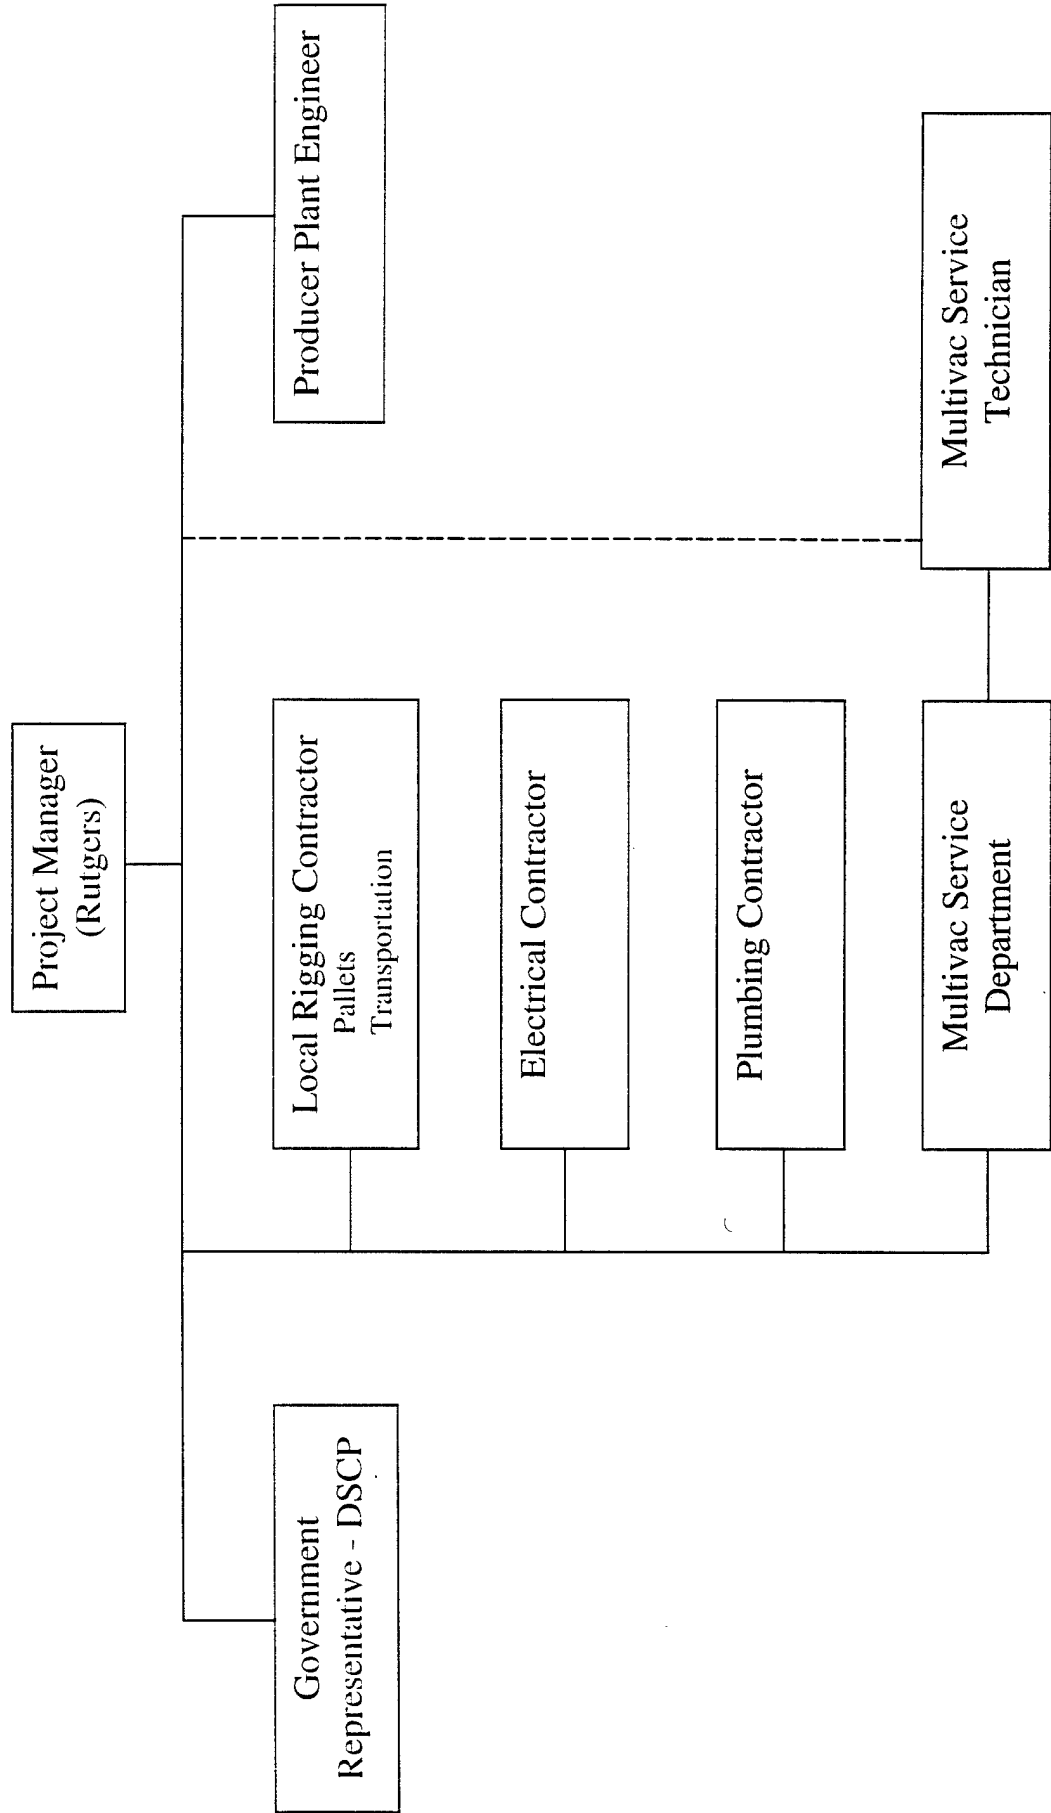 Project Manager
(Rutgers)
Government
Representative - DSCP
Local Rigging Contractor
Pallets
Transportation
Producer Plant Engineer
Electrical Contractor
Plumbing Contractor
Multivac Service
Department
Multivac Service
Technician